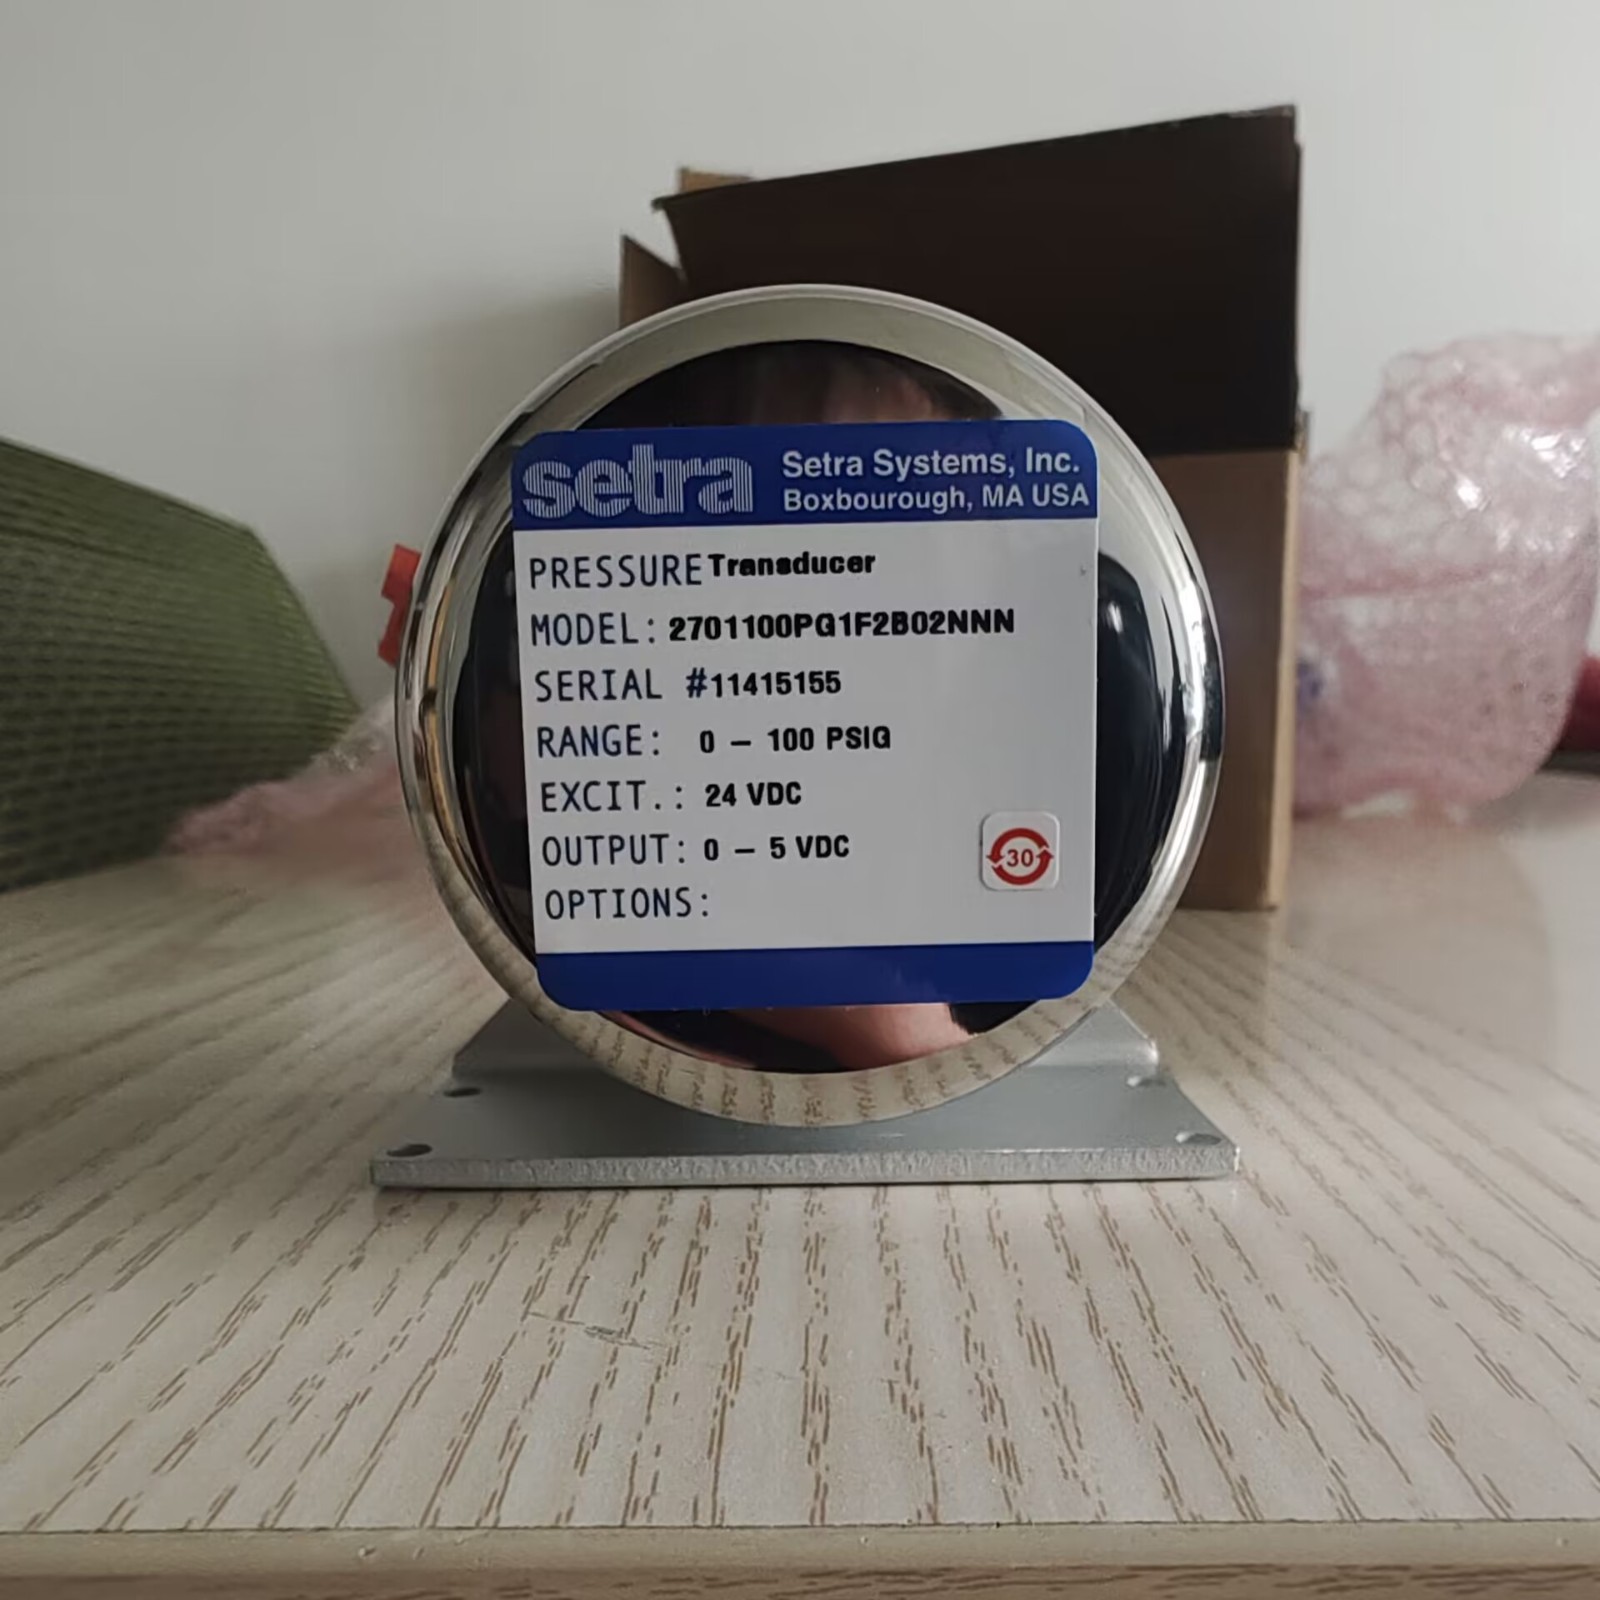 setra
Setra Systems, Inc.
Boxbourough, MA USA
PRESSURE Transducer
MODEL: 2701100PG1F2B02NNN
SERIAL #11415155
RANGE: 0 – 100 PSIG
EXCIT.: 24 VDC
OUTPUT: 0 – 5 VDC
OPTIONS:
30